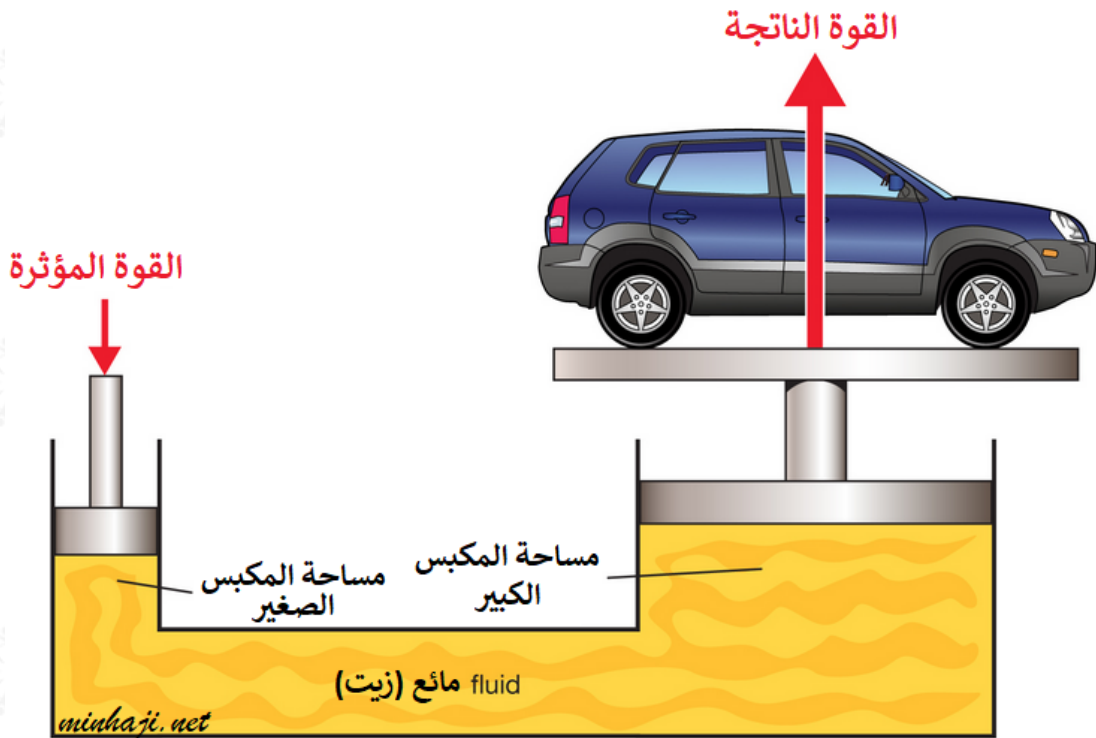 القوة الناتجة
القوة المؤثرة
مساحة المكبس
الكبير
مساحة المكبس
الصغير
مائع (زيت) fluid
minhaji.net